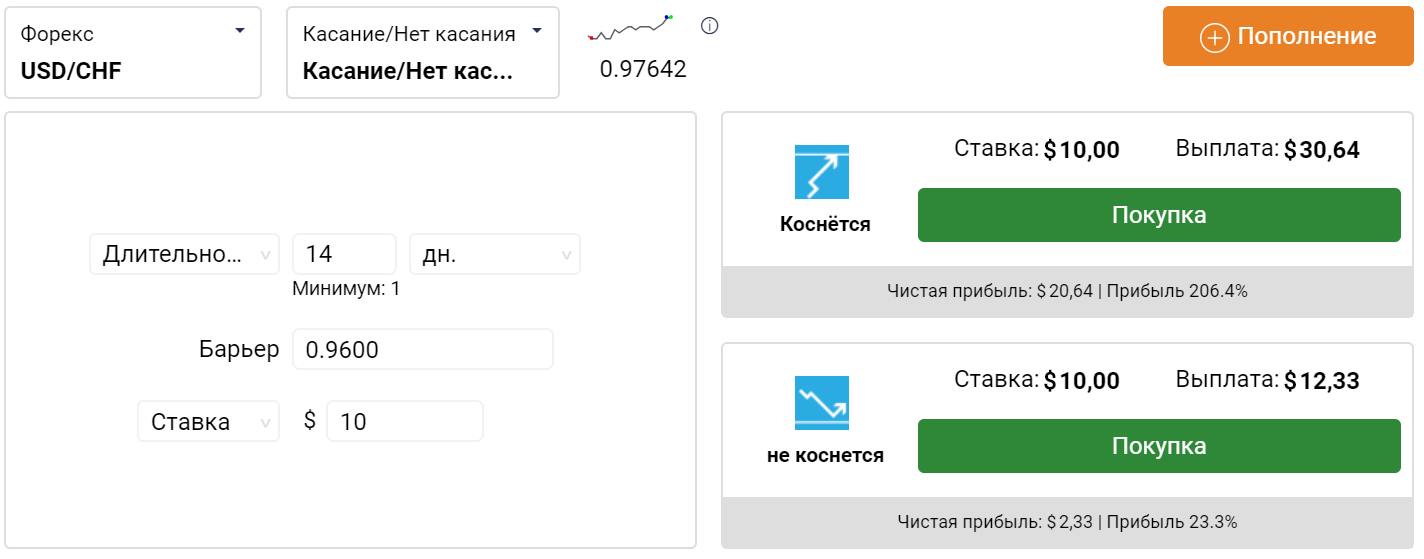 Форекс
USD/CHF
Касание/Нет касания
Касание/Нет кас...
0.97642
Пополнение
Длительно...
14
дн.
Минимум: 1
Барьер
0.9600
Ставка
$
10
Ставка: $10,00
Выплата: $30,64
Коснётся
Покупка
Чистая прибыль: $20,64 | Прибыль 206.4%
Ставка: $10,00
Выплата: $12,33
не коснется
Покупка
Чистая прибыль: $2,33 | Прибыль 23.3%